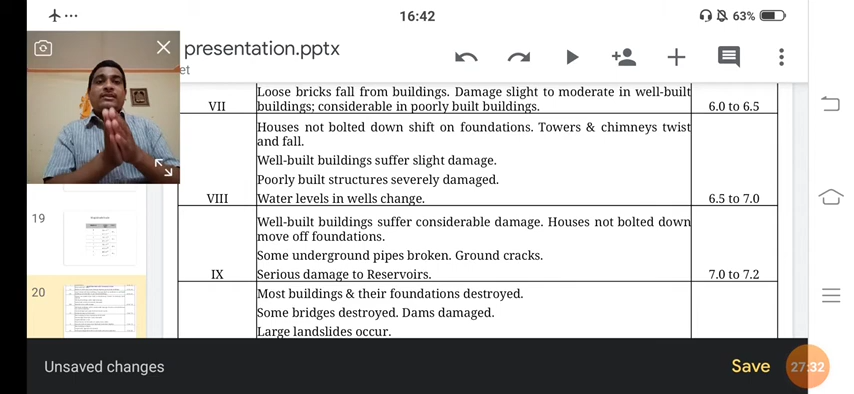 16:42
63%
presentation.pptx
et
Loose bricks fall from buildings. Damage slight to moderate in well-built
VII buildings; considerable in poorly built buildings. 6.0 to 6.5
Houses not bolted down shift on foundations. Towers & chimneys twist
and fall.
Well-built buildings suffer slight damage.
Poorly built structures severely damaged.
VIII Water levels in wells change. 6.5 to 7.0
Well-built buildings suffer considerable damage. Houses not bolted down
move off foundations.
Some underground pipes broken. Ground cracks.
IX Serious damage to Reservoirs. 7.0 to 7.2
Most buildings & their foundations destroyed.
Some bridges destroyed. Dams damaged.
Large landslides occur.
19
20
Unsaved changes
Save
27:32